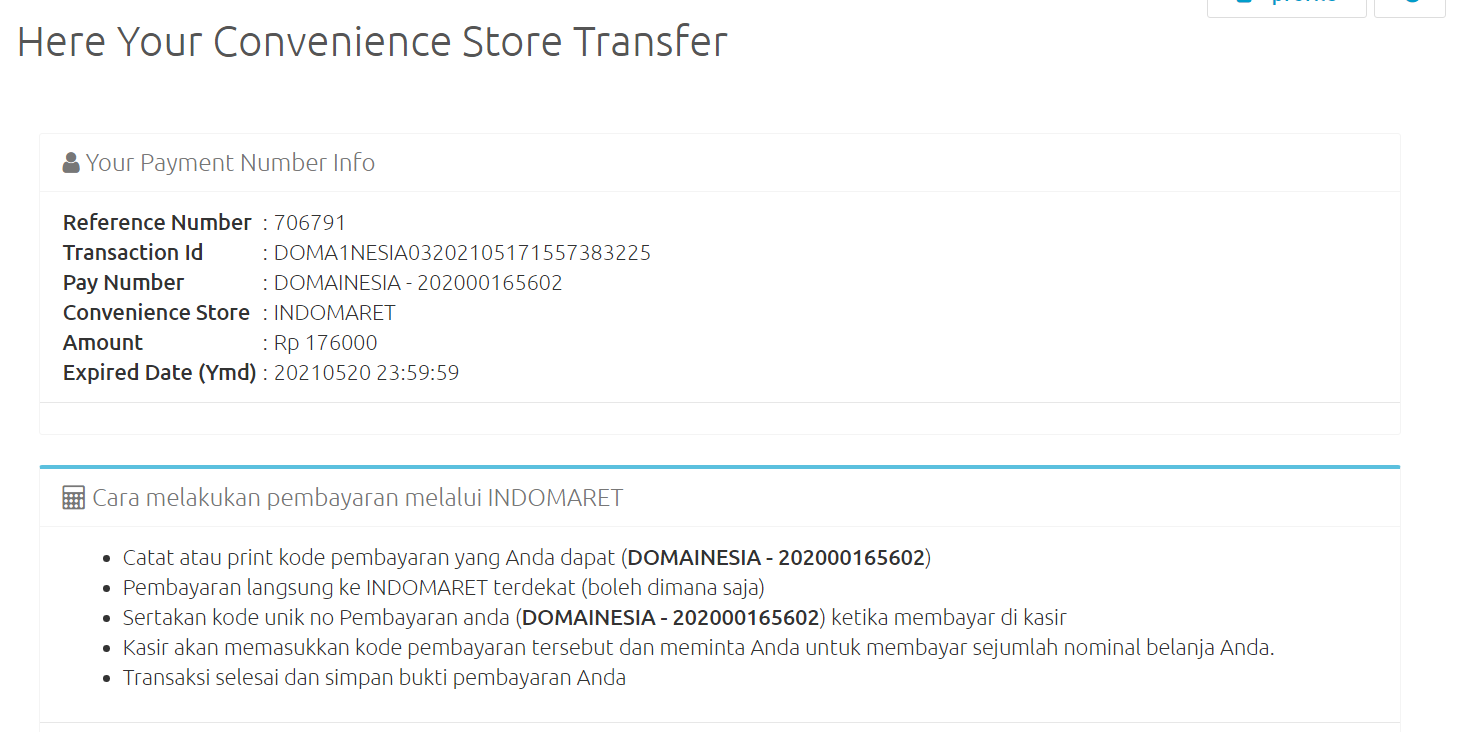 Here Your Convenience Store Transfer
Your Payment Number Info
Reference Number : 706791
Transaction Id : DOMA1NESIA03202105171557383225
Pay Number : DOMAINESIA - 202000165602
Convenience Store : INDOMARET
Amount : Rp 176000
Expired Date (Ymd) : 20210520 23:59:59
Cara melakukan pembayaran melalui INDOMARET
Catat atau print kode pembayaran yang Anda dapat (DOMAINESIA - 202000165602)
Pembayaran langsung ke INDOMARET terdekat (boleh dimana saja)
Sertakan kode unik no Pembayaran anda (DOMAINESIA - 202000165602) ketika membayar di kasir
Kasir akan memasukkan kode pembayaran tersebut dan meminta Anda untuk membayar sejumlah nominal belanja Anda.
Transaksi selesai dan simpan bukti pembayaran Anda